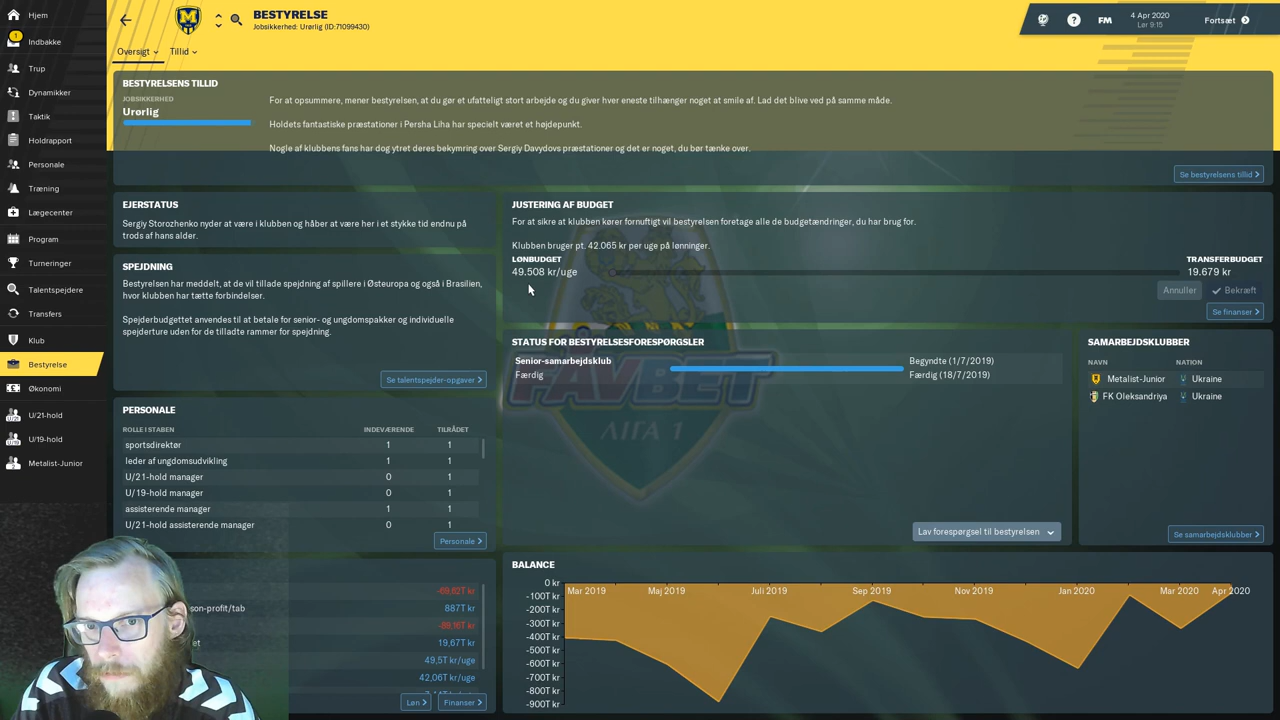 Hjem
BESTYRELSE
Jobsikkerhed: Urørlig (ID:71099430)
4 Apr 2020
Lør 9:15
FM
Fortsæt
1
Indbakke
Oversigt
Tillid
Trup
Dynamikker
Taktik
Holdrapport
Personale
Træning
Lægecenter
Program
Turneringer
Talentspejdere
Transfers
Klub
Bestyrelse
Økonomi
U/21-hold
U/19-hold
Metalist-Junior
BESTYRELSENS TILLID
JOBSIKKERHED
Urørlig
For at opsummere, mener bestyrelsen, at du gør et ufatteligt stort arbejde og du giver hver eneste tilhænger noget at smile af. Lad det blive ved på samme måde.
Holdets fantastiske præstationer i Persha Liha har specielt været et højdepunkt.
Nogle af klubbens fans har dog ytret deres bekymring over Sergiy Davydovs præstationer og det er noget, du bør tænke over.
Se bestyrelsens tillid
EJERSTATUS
Sergiy Storozhenko nyder at være i klubben og håber at være her i et stykke tid endnu på
trods af hans alder.
SPEJDNING
Bestyrelsen har meddelt, at de vil tillade spejdning af spillere i Østeuropa og også i Brasilien,
hvor klubben har tætte forbindelser.
Spejderbudgettet anvendes til at betale for senior- og ungdomspakker og individuelle
spejderture uden for de tilladte rammer for spejdning.
Se talentspejder-opgaver
PERSONALE
ROLLE I STABEN INDEVÆRENDE TILRÅDET
sportsdirektør 1 1
leder af ungdomsudvikling 1 1
U/21-hold manager 0 1
U/19-hold manager 0 1
assisterende manager 1 1
U/21-hold assisterende manager 0 1
Personale
-69,82T kr
son-profit/tab 887T kr
-89,16T kr
et 19,67T kr
49,5T kr/uge
42,06T kr/uge
Løn
Finanser
JUSTERING AF BUDGET
For at sikre at klubben kører fornuftigt vil bestyrelsen foretage alle de budgetændringer, du har brug for.
Klubben bruger pt. 42.065 kr per uge på lønninger.
LØNBUDGET TRANSFERBUDGET
49.508 kr/uge 19.679 kr
Annuller
Bekræft
Se finanser
STATUS FOR BESTYRELSESFORESPØRGSLER
Senior-samarbejdsklub Begyndte (1/7/2019)
Færdig Færdig (18/7/2019)
FAVBET
ЛІГА 1
Lav forespørgsel til bestyrelsen
SAMARBEJDSKLUBBER
NAVN NATION
Metalist-Junior Ukraine
FK Oleksandriya Ukraine
Se samarbejdsklubber
BALANCE
0 kr
-100T kr
-200T kr
-300T kr
-400T kr
-500T kr
-600T kr
-700T kr
-800T kr
-900T kr
Mar 2019 Maj 2019 Juli 2019 Sep 2019 Nov 2019 Jan 2020 Mar 2020 Apr 2020